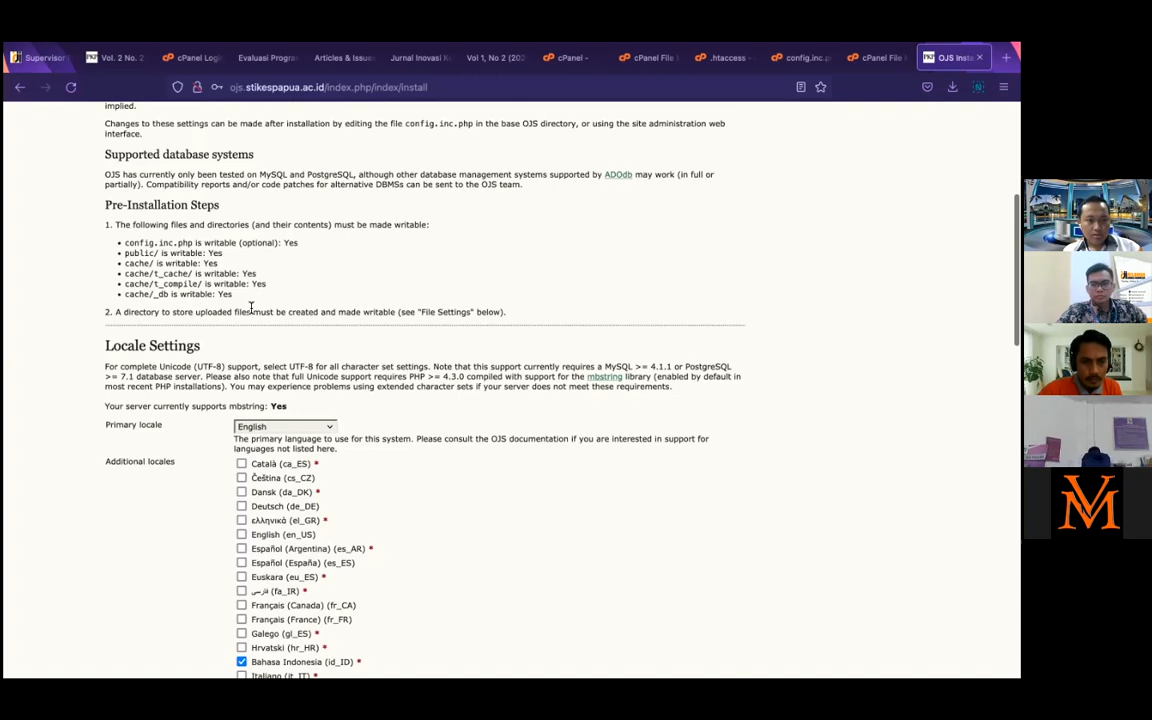 Supervisor
Vol. 2 No. 2
cPanel Logi
Evaluasi Progra
Articles & Issue
Jurnal Inovasi K
Vol 1, No 2 (202
cPanel -
cPanel File
.htaccess -
config.inc.p
cPanel File
OJS Insta
ojs.stikespapua.ac.id/index.php/index/install
implied.
Changes to these settings can be made after installation by editing the file config.inc.php in the base OJS directory, or using the site administration web
interface.
Supported database systems
OJS has currently only been tested on MySQL and PostgreSQL, although other database management systems supported by ADOdb may work (in full or
partially). Compatibility reports and/or code patches for alternative DBMSs can be sent to the OJS team.
Pre-Installation Steps
1. The following files and directories (and their contents) must be made writable:
• config.inc.php is writable (optional): Yes
• public/ is writable: Yes
• cache/ is writable: Yes
• cache/t_cache/ is writable: Yes
• cache/t_compile/ is writable: Yes
• cache/_db is writable: Yes
2. A directory to store uploaded files must be created and made writable (see "File Settings" below).
Locale Settings
For complete Unicode (UTF-8) support, select UTF-8 for all character set settings. Note that this support currently requires a MySQL >= 4.1.1 or PostgreSQL
>= 7.1 database server. Please also note that full Unicode support requires PHP >= 4.3.0 compiled with support for the mbstring library (enabled by default in
most recent PHP installations). You may experience problems using extended character sets if your server does not meet these requirements.
Your server currently supports mbstring: Yes
Primary locale
English
The primary language to use for this system. Please consult the OJS documentation if you are interested in support for
languages not listed here.
Additional locales
Català (ca_ES) *
Čeština (cs_CZ)
Dansk (da_DK) *
Deutsch (de_DE)
ελληνικά (el_GR) *
English (en_US)
Español (Argentina) (es_AR) *
Español (España) (es_ES)
Euskara (eu_ES) *
فارسی (fa_IR) *
Français (Canada) (fr_CA)
Français (France) (fr_FR)
Galego (gl_ES) *
Hrvatski (hr_HR) *
Bahasa Indonesia (id_ID) *
Italiano (it_IT) *